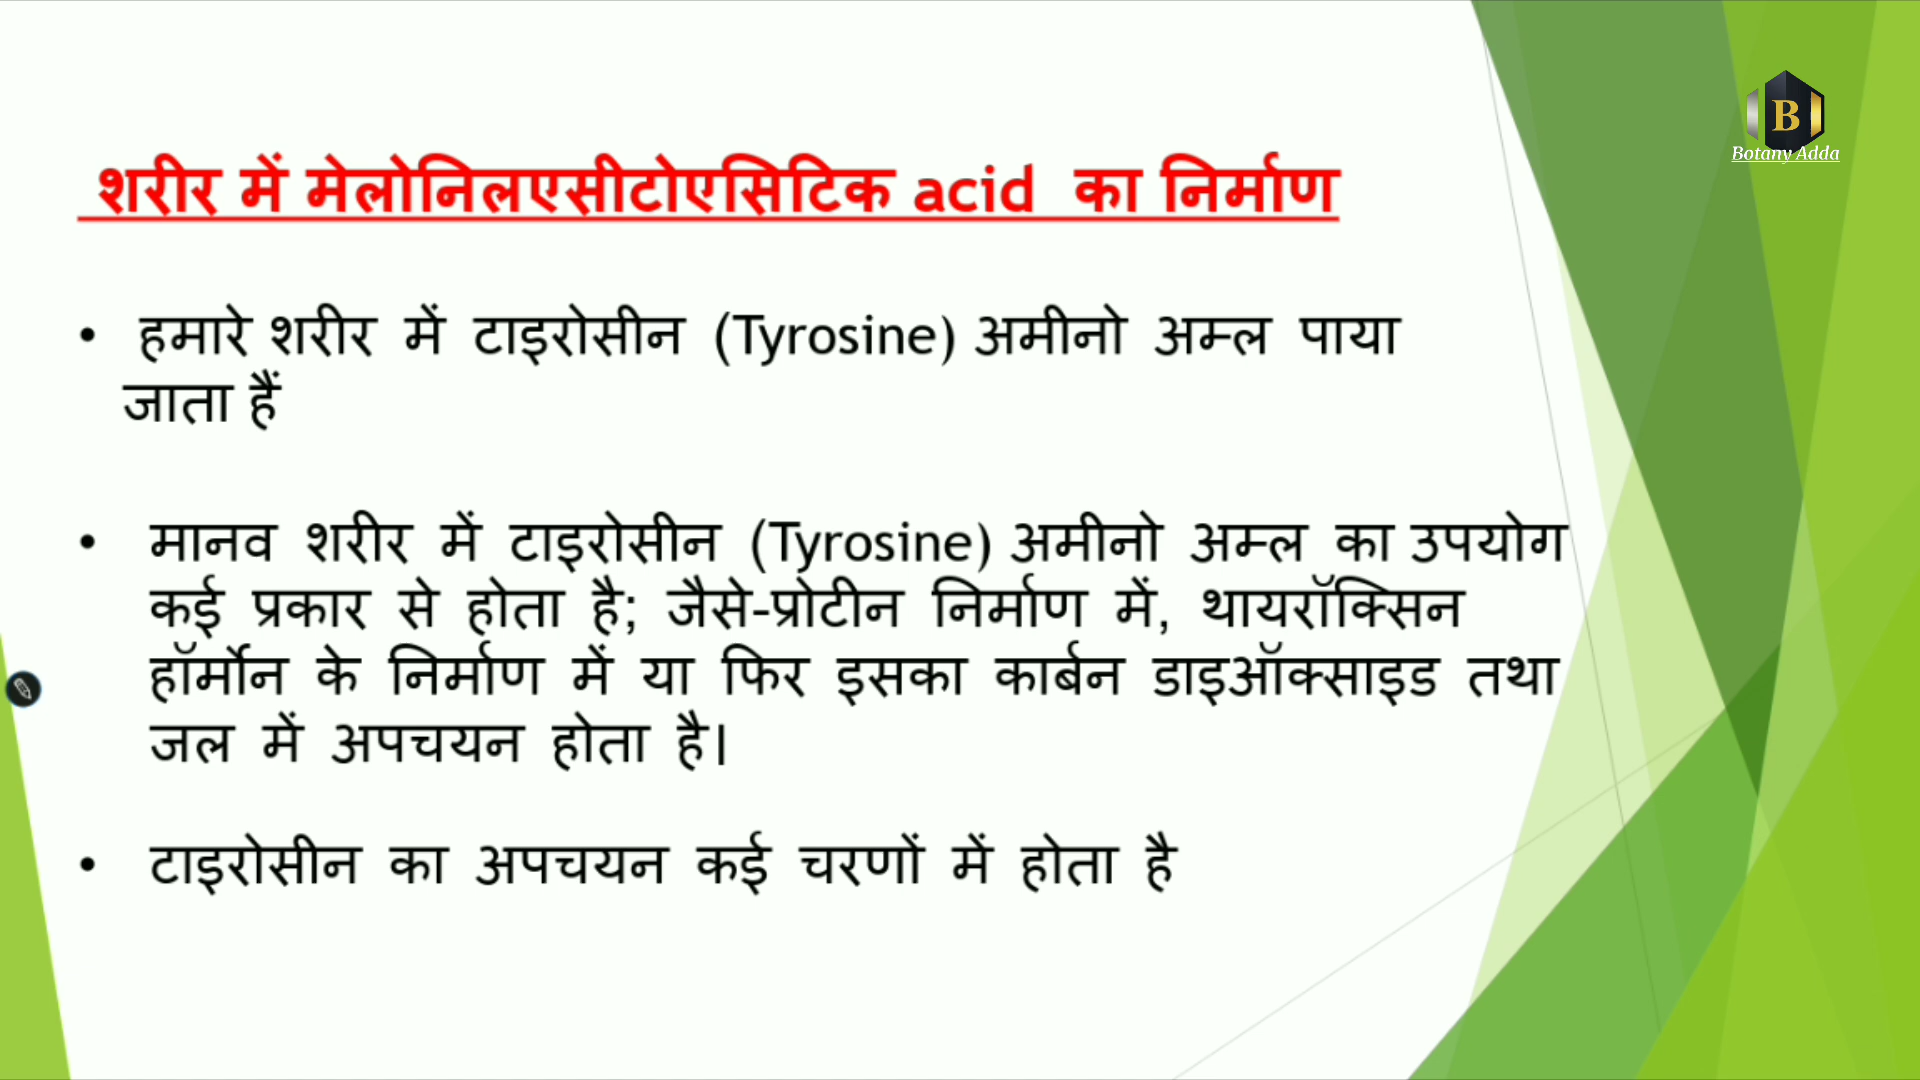 B
Botany Adda
शरीर में मेलोनिलएसीटोएसिटिक acid का निर्माण
• हमारे शरीर में टाइरोसीन (Tyrosine) अमीनो अम्ल पाया
जाता हैं
• मानव शरीर में टाइरोसीन (Tyrosine) अमीनो अम्ल का उपयोग
कई प्रकार से होता है; जैसे-प्रोटीन निर्माण में, थायरॉक्सिन
हॉर्मोन के निर्माण में या फिर इसका कार्बन डाइऑक्साइड तथा
जल में अपचयन होता है।
• टाइरोसीन का अपचयन कई चरणों में होता है